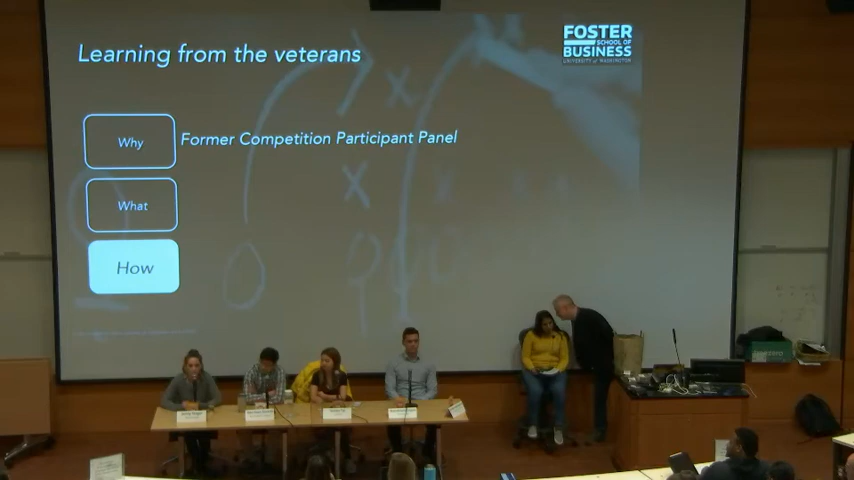 Learning from the veterans
FOSTER
SCHOOL OF
BUSINESS
UNIVERSITY of WASHINGTON
Why
Former Competition Participant Panel
What
How